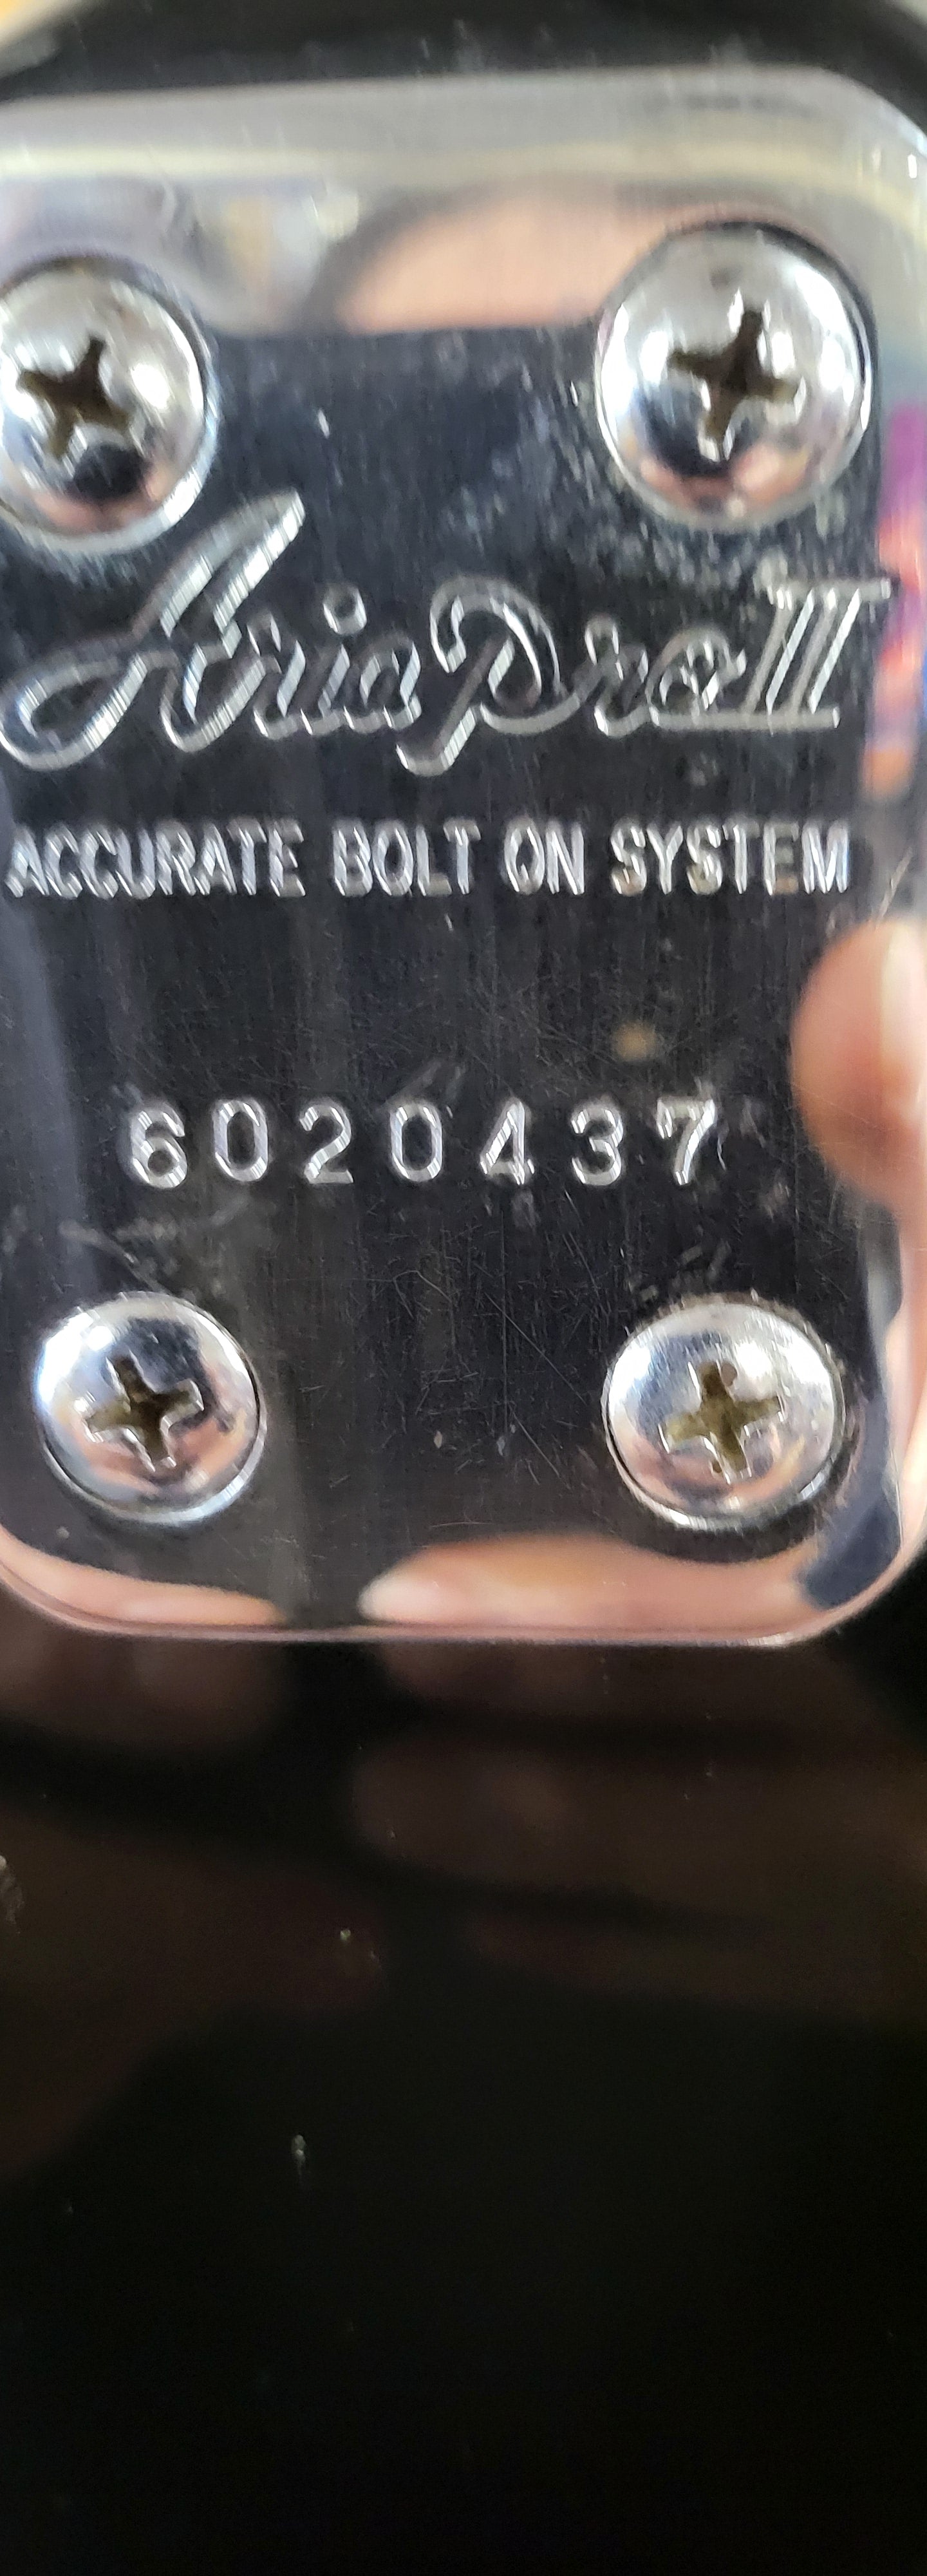 Aria Pro II
ACCURATE BOLT ON SYSTEM
6020437